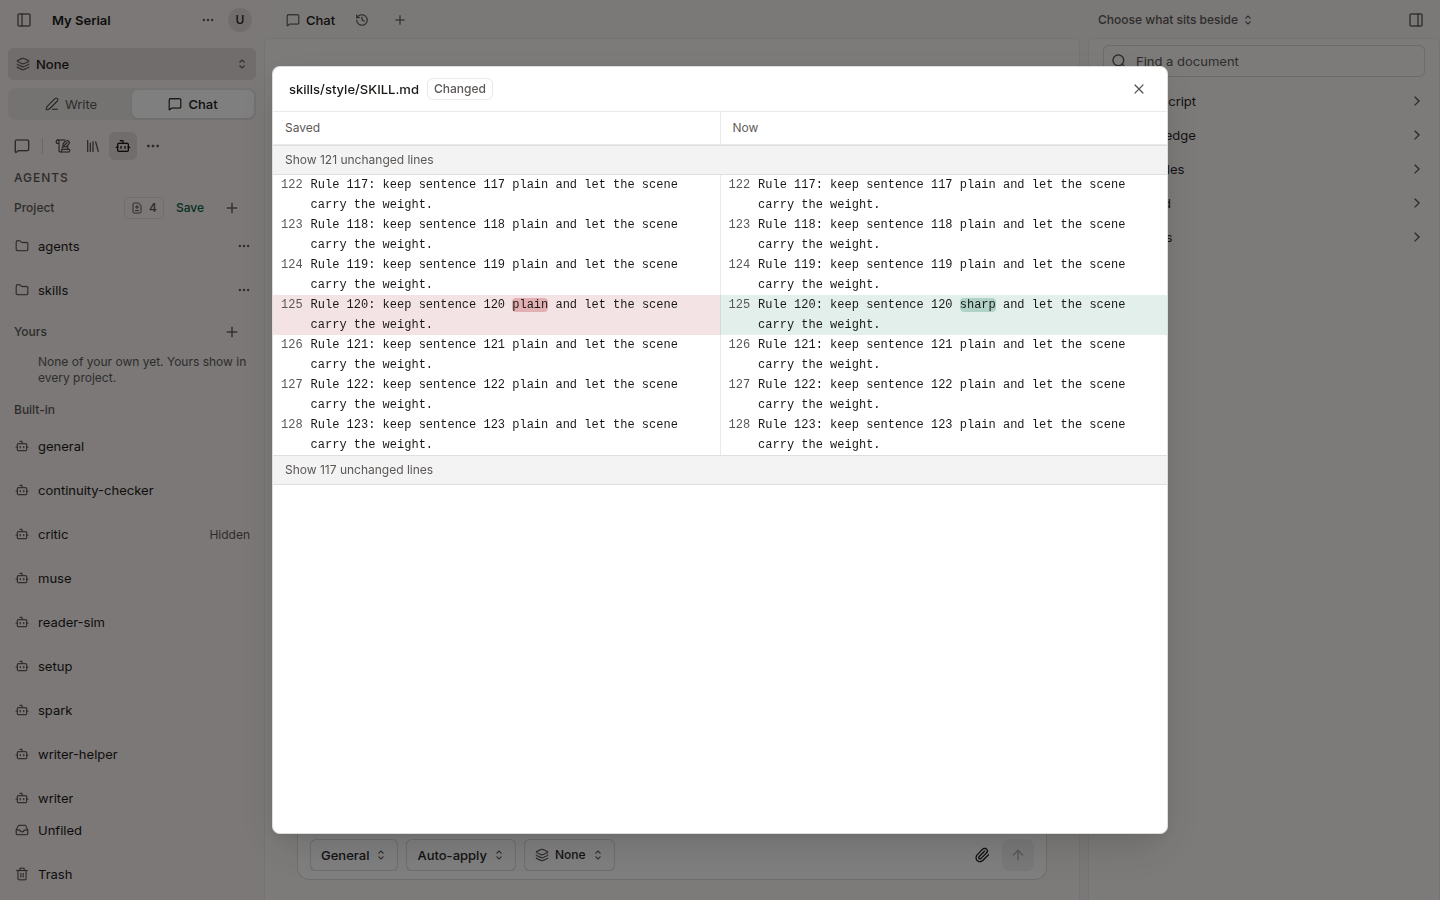 My Serial
U
Chat
Choose what sits beside
None
Find a document
Write
Chat
cript
edge
les
d
s
AGENTS
Project
4
Save
agents
skills
Yours
None of your own yet. Yours show in
every project.
Built-in
general
continuity-checker
critic
Hidden
muse
reader-sim
setup
spark
writer-helper
writer
Unfiled
Trash
skills/style/SKILL.md
Changed
Saved
Now
Show 121 unchanged lines
122 Rule 117: keep sentence 117 plain and let the scene
carry the weight.
123 Rule 118: keep sentence 118 plain and let the scene
carry the weight.
124 Rule 119: keep sentence 119 plain and let the scene
carry the weight.
125 Rule 120: keep sentence 120 plain and let the scene
carry the weight.
126 Rule 121: keep sentence 121 plain and let the scene
carry the weight.
127 Rule 122: keep sentence 122 plain and let the scene
carry the weight.
128 Rule 123: keep sentence 123 plain and let the scene
carry the weight.
122 Rule 117: keep sentence 117 plain and let the scene
carry the weight.
123 Rule 118: keep sentence 118 plain and let the scene
carry the weight.
124 Rule 119: keep sentence 119 plain and let the scene
carry the weight.
125 Rule 120: keep sentence 120 sharp and let the scene
carry the weight.
126 Rule 121: keep sentence 121 plain and let the scene
carry the weight.
127 Rule 122: keep sentence 122 plain and let the scene
carry the weight.
128 Rule 123: keep sentence 123 plain and let the scene
carry the weight.
Show 117 unchanged lines
General
Auto-apply
None